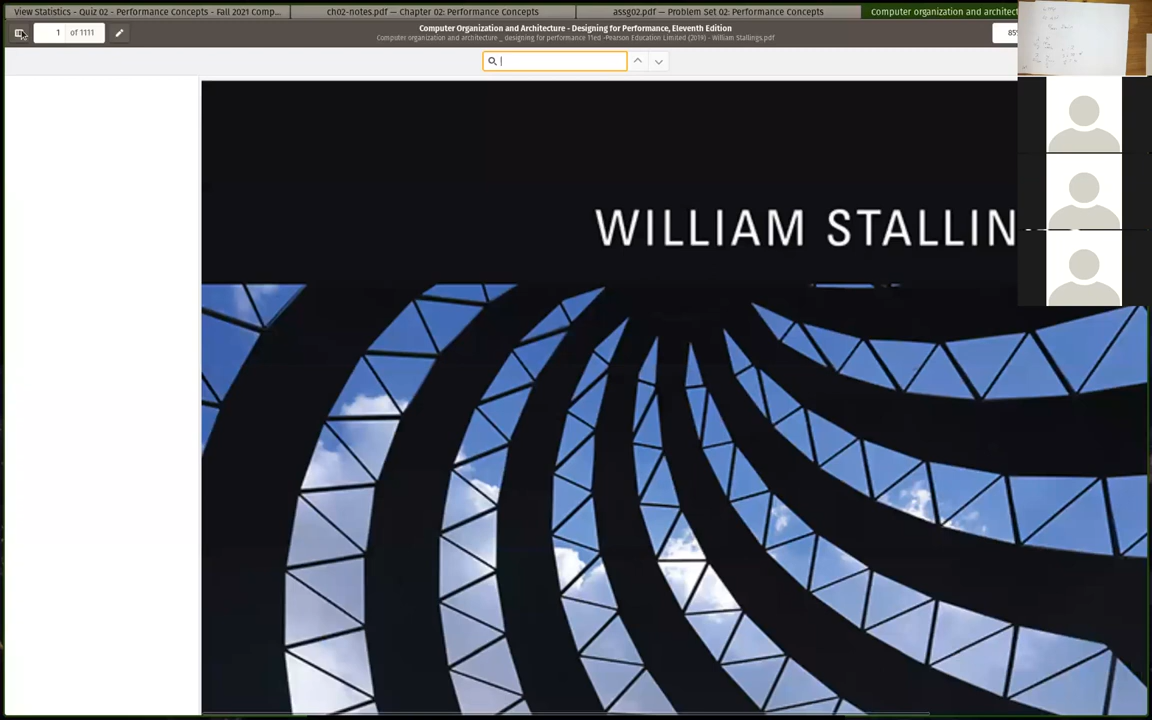 View Statistics - Quiz 02 - Performance Concepts - Fall 2021 Comp...
ch02-notes.pdf — Chapter 02: Performance Concepts
assg02.pdf — Problem Set 02: Performance Concepts
computer organization and architect
1 of 1111
Computer Organization and Architecture - Designing for Performance, Eleventh Edition
Computer organization and architecture _ designing for performance 11ed -Pearson Education Limited (2019) - William Stallings.pdf
85
WILLIAM STALLIN